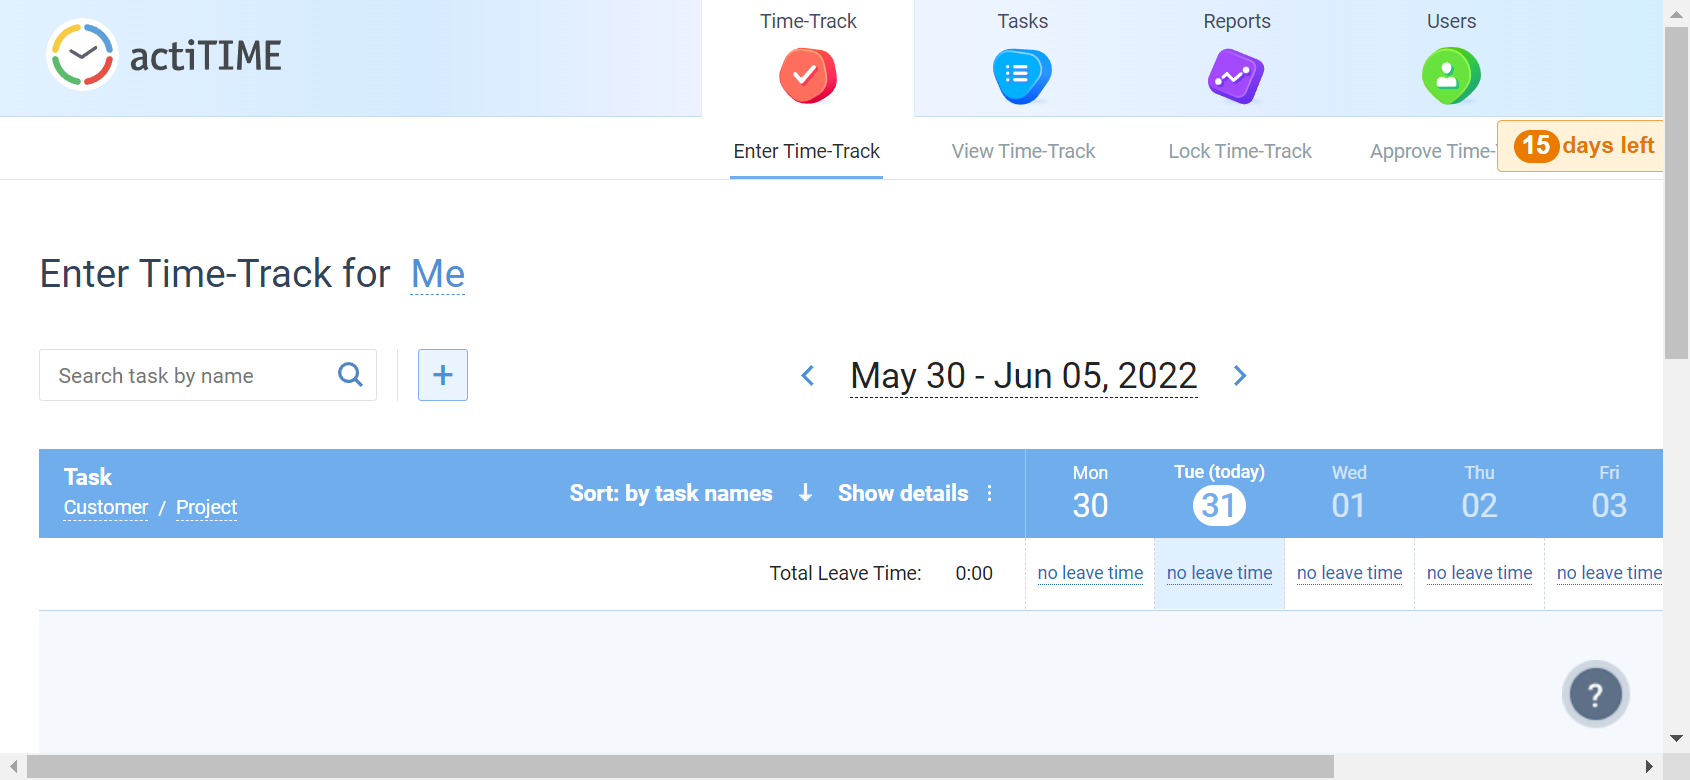 actiTIME
Time-Track
Tasks
Reports
Users
Enter Time-Track
View Time-Track
Lock Time-Track
Approve Time-
15 days left
Enter Time-Track for Me
Search task by name
+
May 30 - Jun 05, 2022
Task
Customer / Project
Sort: by task names
Show details
Mon
30
Tue (today)
31
Wed
01
Thu
02
Fri
03
Total Leave Time: 0:00
no leave time
no leave time
no leave time
no leave time
no leave time
?